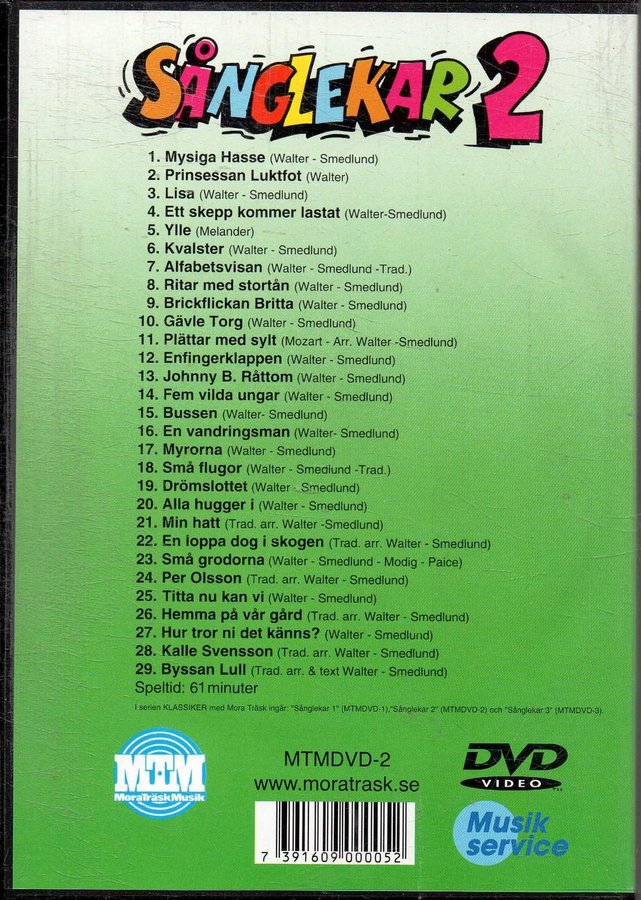 SÅNGLEKAR 2
1. Mysiga Hasse (Walter - Smedlund)
2. Prinsessan Luktfot (Walter)
3. Lisa (Walter - Smedlund)
4. Ett skepp kommer lastat (Walter-Smedlund)
5. Ylle (Melander)
6. Kvalster (Walter - Smedlund)
7. Alfabetsvisan (Walter - Smedlund -Trad.)
8. Ritar med stortån (Walter - Smedlund)
9. Brickflickan Britta (Walter - Smedlund)
10. Gävle Torg (Walter - Smedlund)
11. Plättar med sylt (Mozart - Arr. Walter -Smedlund)
12. Enfingerklappen (Walter - Smedlund)
13. Johnny B. Råttom (Walter - Smedlund)
14. Fem vilda ungar (Walter - Smedlund)
15. Bussen (Walter- Smedlund)
16. En vandringsman (Walter- Smedlund)
17. Myrorna (Walter - Smedlund)
18. Små flugor (Walter - Smedlund -Trad.)
19. Drömslottet (Walter - Smedlund)
20. Alla hugger i (Walter - Smedlund)
21. Min hatt (Trad. arr. Walter -Smedlund)
22. En loppa dog i skogen (Trad. arr. Walter - Smedlund)
23. Små grodorna (Walter - Smedlund - Modig - Paice)
24. Per Olsson (Trad. arr. Walter - Smedlund)
25. Titta nu kan vi (Walter - Smedlund)
26. Hemma på vår gård (Trad. arr. Walter - Smedlund)
27. Hur tror ni det känns? (Walter - Smedlund)
28. Kalle Svensson (Trad. arr. Walter - Smedlund)
29. Byssan Lull (Trad. arr. & text Walter - Smedlund)
Speltid: 61 minuter
I serien KLASSIKER med Mora Träsk ingår: "Sånglekar 1" (MTMDVD-1),"Sånglekar 2" (MTMDVD-2) och "Sånglekar 3" (MTMDVD-3).
MTM
MoraTräskMusik
MTMDVD-2
www.moratrask.se
7 391609 000052
DVD
VIDEO
Musik
service